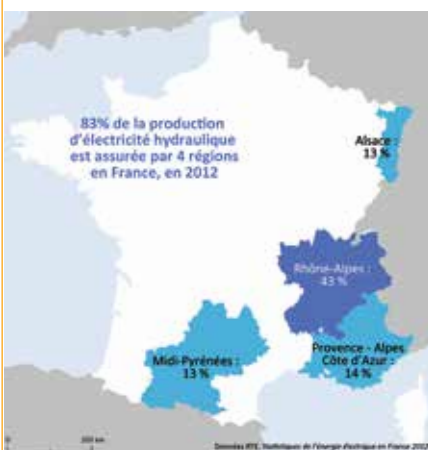 83% de la production
d'électricité hydraulique
est assurée par 4 régions
en France, en 2012
Alsace :
13 %
Rhône-Alpes :
43 %
Provence - Alpes
Côte d'Azur :
14 %
Midi-Pyrénées :
13 %
0 200 km
Données RTE, Statistiques de l'énergie électrique en France 2012